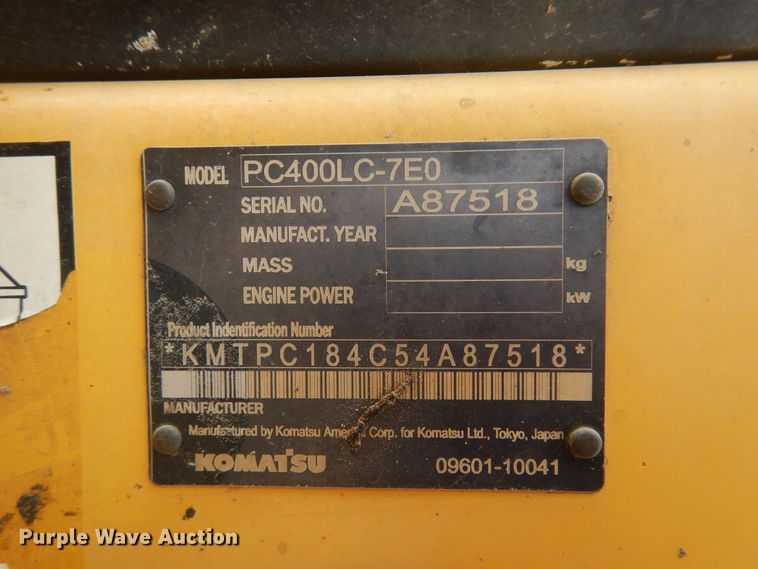 MODEL PC400LC-7E0
SERIAL NO. A87518
MANUFACT. YEAR
MASS kg
ENGINE POWER kW
Product Indentification Number
*KMTPC184C54A87518*
MANUFACTURER
Manufactured by Komatsu America Corp. for Komatsu Ltd., Tokyo, Japan
KOMATSU 09601-10041
Purple Wave Auction